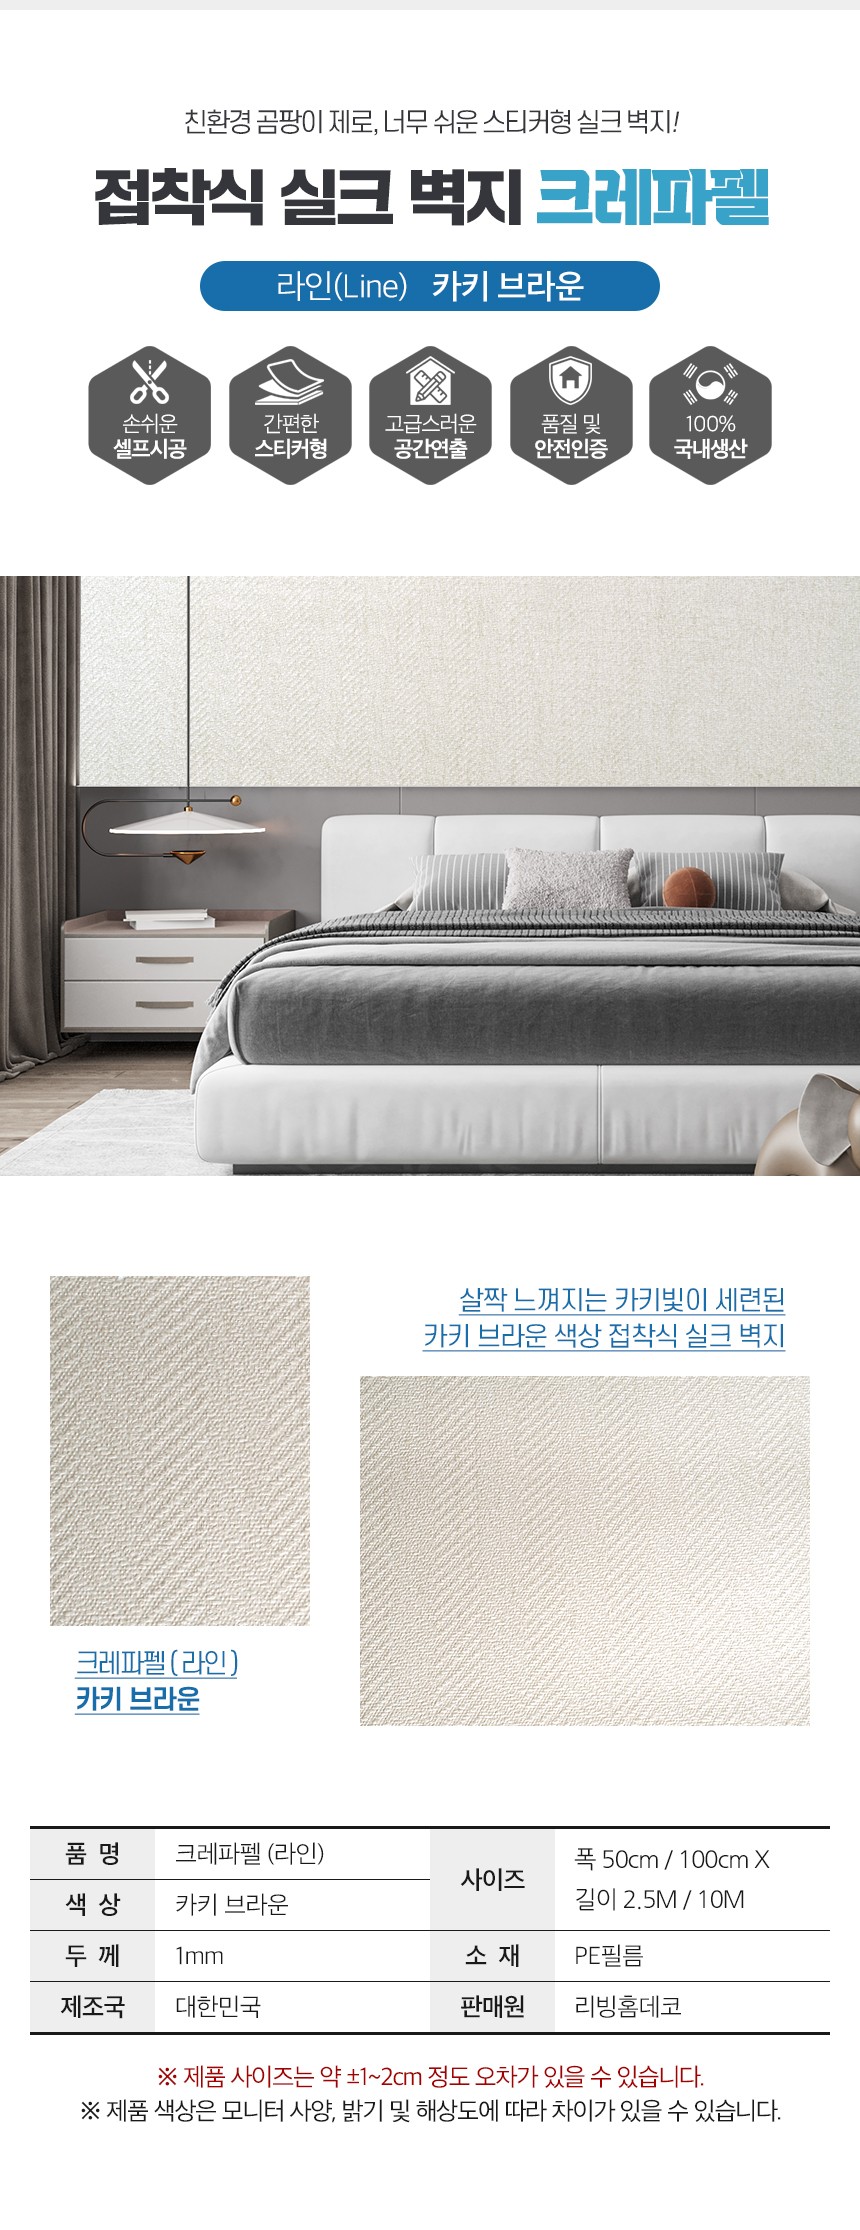 친환경 곰팡이 제로, 너무 쉬운 스티커형 실크 벽지!
접착식 실크 벽지 크레파펠
라인(Line) 카키 브라운
손쉬운
셀프시공
간편한
스티커형
고급스러운
공간연출
품질 및
안전인증
100%
국내생산
살짝 느껴지는 카키빛이 세련된
카키 브라운 색상 접착식 실크 벽지
크레파펠 ( 라인 )
카키 브라운
품 명 크레파펠 (라인)
색 상 카키 브라운
사이즈 폭 50cm / 100cm X
길이 2.5M / 10M
두 께 1mm 소 재 PE필름
제조국 대한민국 판매원 리빙홈데코
※ 제품 사이즈는 약 ±1~2cm 정도 오차가 있을 수 있습니다.
※ 제품 색상은 모니터 사양, 밝기 및 해상도에 따라 차이가 있을 수 있습니다.